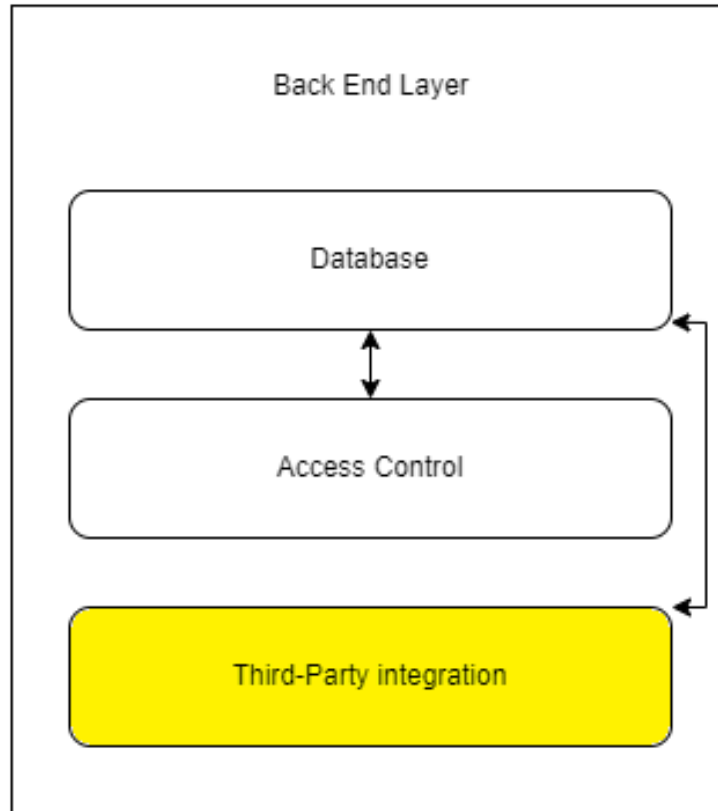 Back End Layer
Database
Access Control
Third-Party integration